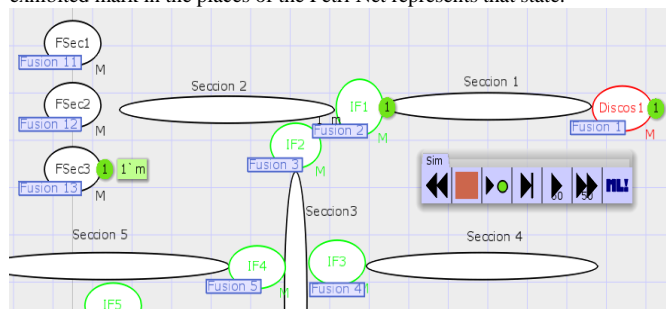 exhibited mark in the places of the Petri Net represents that state.
FSec1
Fusion 11
M
Seccion 2
Seccion 1
FSec2
Fusion 12
M
IF1
1
Discos1
1
Fusion 2
M
Fusion 1
M
IF2
Fusion 3
M
FSec3
1
1`m
Fusion 13
M
Sim
50
50
ML!
Seccion3
Seccion 5
Seccion 4
IF4
Fusion 5
M
IF3
Fusion 4
IF5